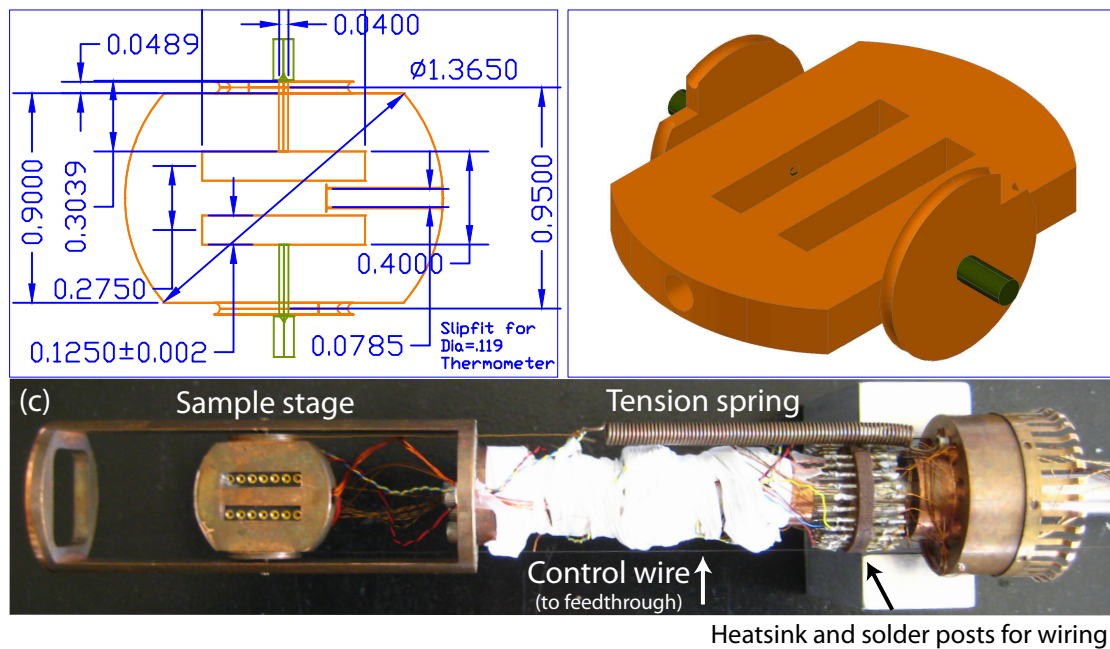 0.0400
0.0489
Ø1.3650
0.9000
0.3039
0.9500
0.2750
0.4000
0.1250±0.002
0.0785
Slipfit for
Dia=.119
Thermometer
(c)
Sample stage
Tension spring
Control wire
(to feedthrough)
Heatsink and solder posts for wiring